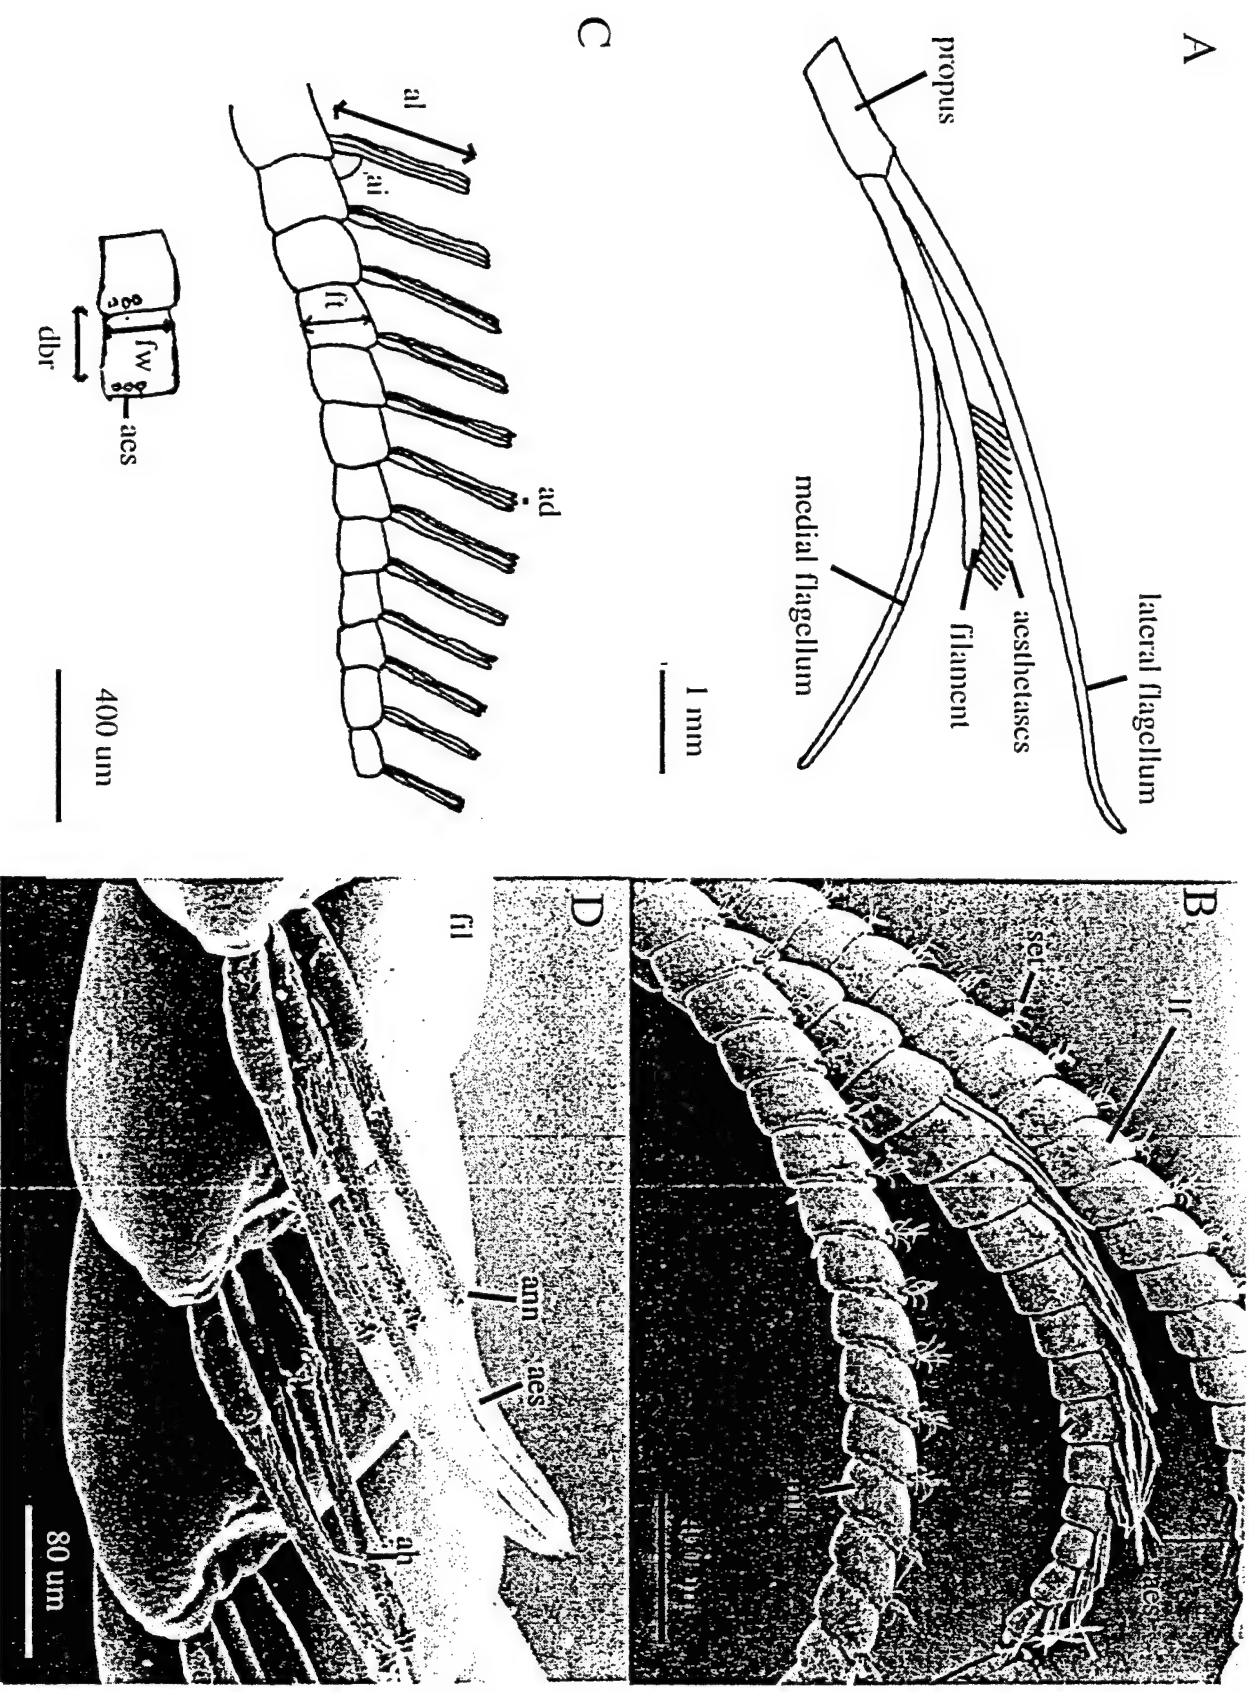 A
propus
lateral flagellum
aesthetascs
filament
medial flagellum
1 mm
B
lf
set
C
al
ai
ft
ad
fw
dbr
aes
400 um
D
fil
ann
aes
ah
80 um